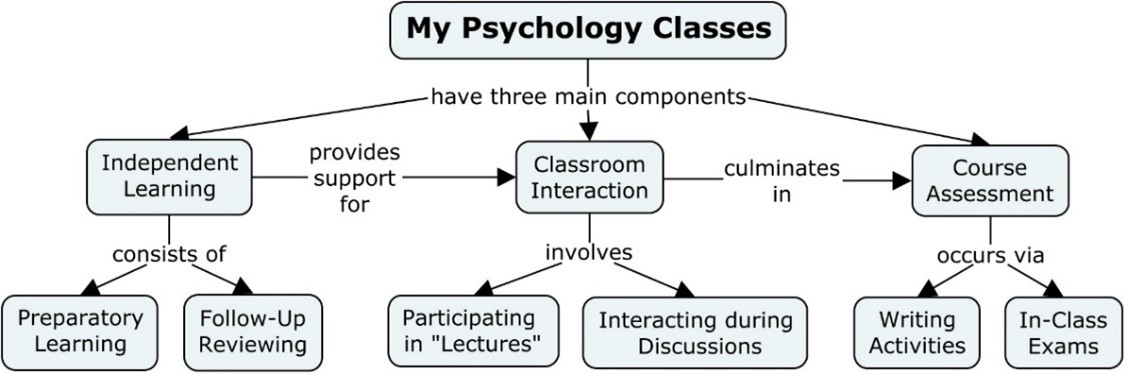 My Psychology Classes
have three main components
Independent
Learning
provides
support
for
Classroom
Interaction
culminates
in
Course
Assessment
consists of
involves
occurs via
Preparatory
Learning
Follow-Up
Reviewing
Participating
in "Lectures"
Interacting during
Discussions
Writing
Activities
In-Class
Exams